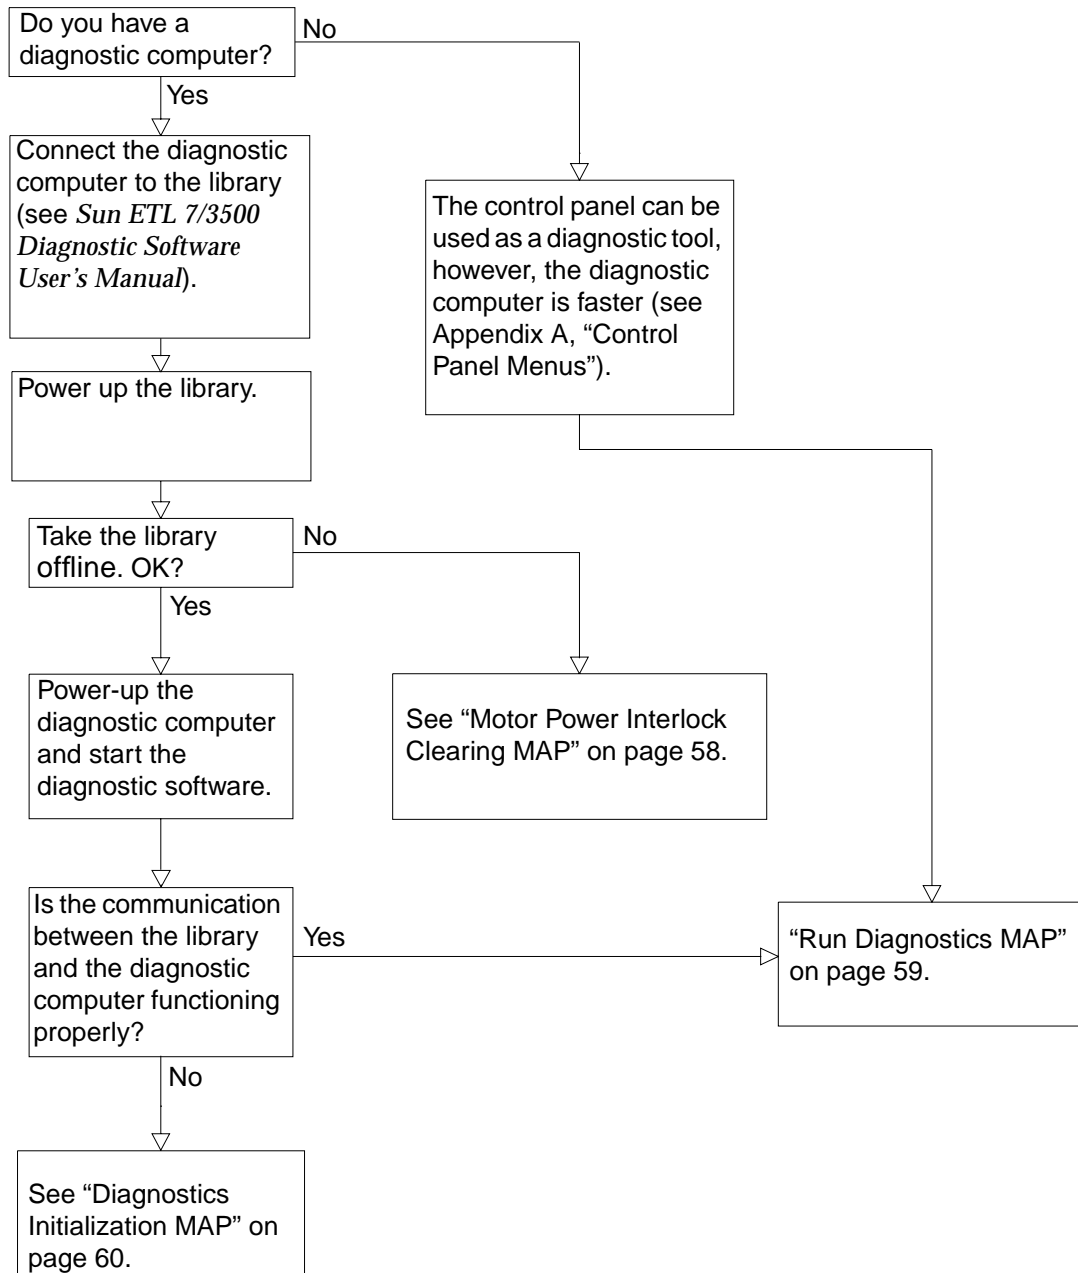 Do you have a
diagnostic computer?
No
Yes
Connect the diagnostic
computer to the library
(see Sun ETL 7/3500
Diagnostic Software
User's Manual).
The control panel can be
used as a diagnostic tool,
however, the diagnostic
computer is faster (see
Appendix A, “Control
Panel Menus”).
Power up the library.
Take the library
offline. OK?
No
Yes
Power-up the
diagnostic computer
and start the
diagnostic software.
See “Motor Power Interlock
Clearing MAP” on page 58.
Is the communication
between the library
and the diagnostic
computer functioning
properly?
Yes
“Run Diagnostics MAP”
on page 59.
No
See “Diagnostics
Initialization MAP” on
page 60.